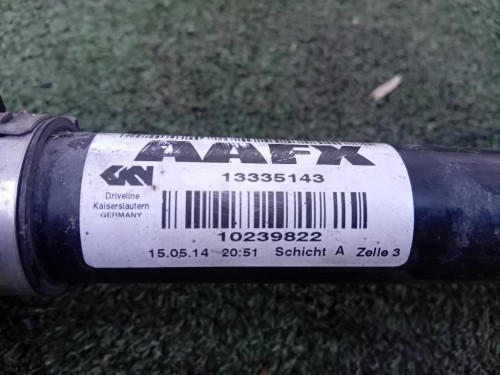 AAFX
13335143
GKN
Driveline
Kaiserslautern
GERMANY
10239822
15.05.14 20:51 Schicht A Zelle 3